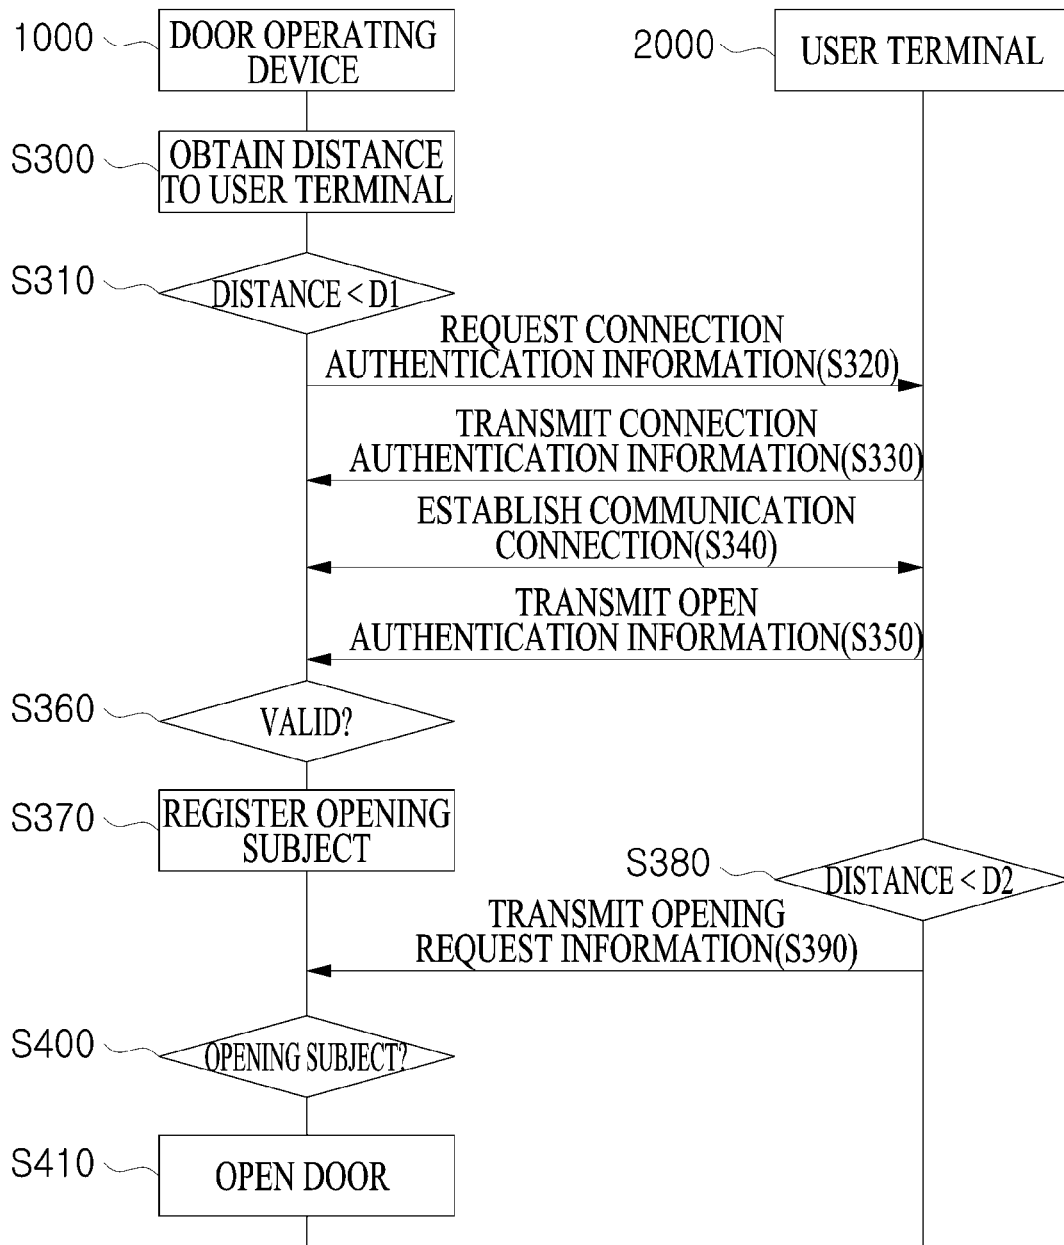 1000
DOOR OPERATING
DEVICE
2000
USER TERMINAL
S300
OBTAIN DISTANCE
TO USER TERMINAL
S310
DISTANCE < D1
REQUEST CONNECTION
AUTHENTICATION INFORMATION(S320)
TRANSMIT CONNECTION
AUTHENTICATION INFORMATION(S330)
ESTABLISH COMMUNICATION
CONNECTION(S340)
TRANSMIT OPEN
AUTHENTICATION INFORMATION(S350)
S360
VALID?
S370
REGISTER OPENING
SUBJECT
S380
DISTANCE < D2
TRANSMIT OPENING
REQUEST INFORMATION(S390)
S400
OPENING SUBJECT?
S410
OPEN DOOR